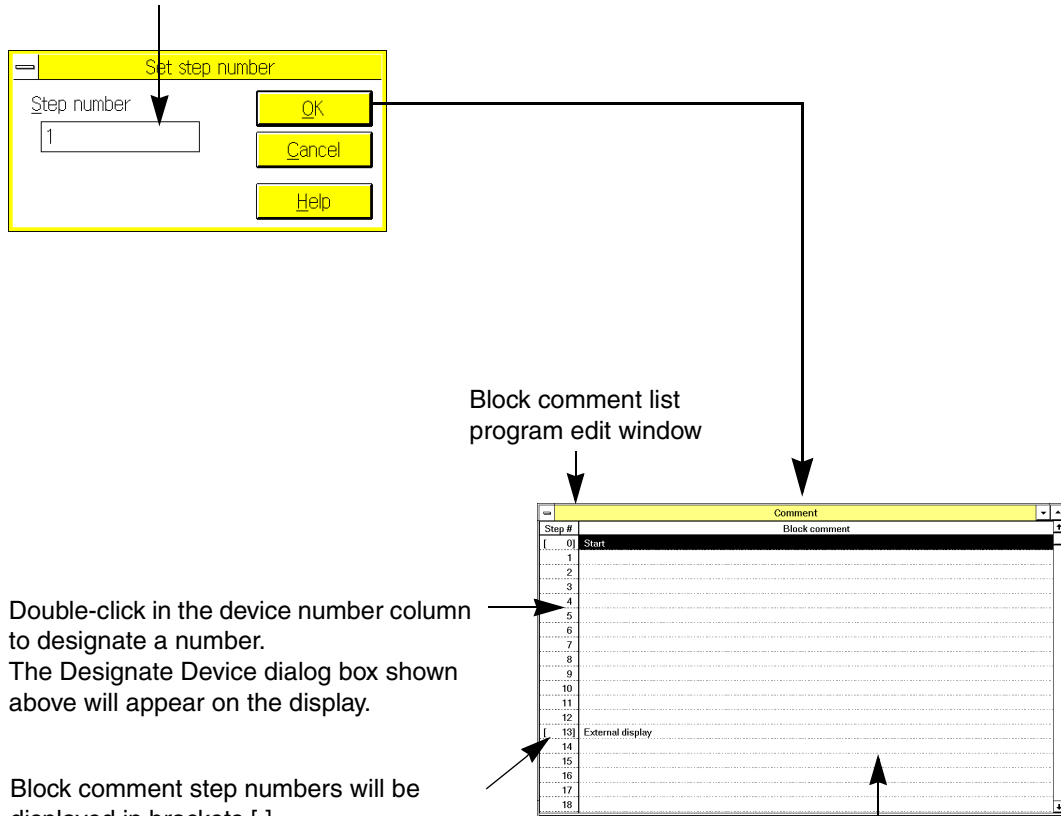 Set step number
Step number
1
OK
Cancel
Help
Block comment list
program edit window
Comment
Step # Block comment
[ 0] Start
1
2
3
4
5
6
7
8
9
10
11
12
[ 13] External display
14
15
16
17
18
Double-click in the device number column
to designate a number.
The Designate Device dialog box shown
above will appear on the display.
Block comment step numbers will be
displayed in brackets [ ].